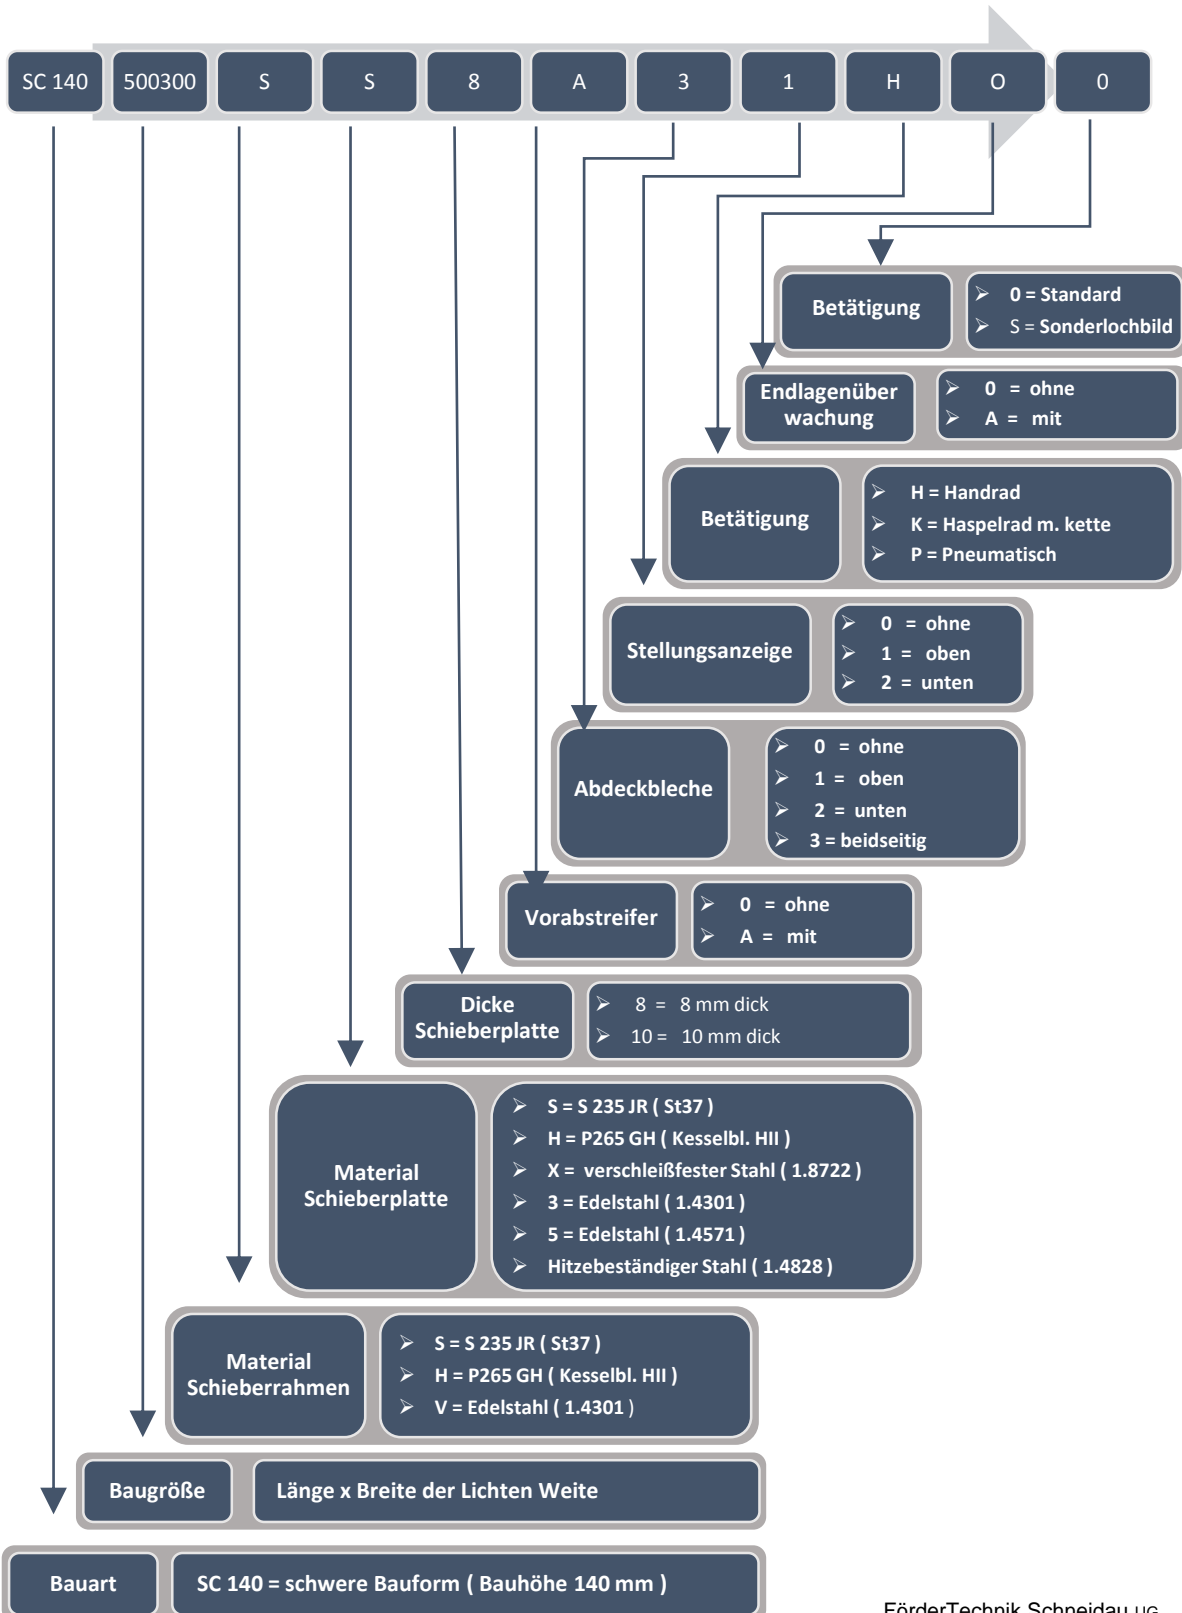 SC 140 500300 S S 8 A 3 1 H O 0
Betätigung
0 = Standard
S = Sonderlochbild
Endlagenüber
wachung
0 = ohne
A = mit
Betätigung
H = Handrad
K = Haspelrad m. kette
P = Pneumatisch
Stellungsanzeige
0 = ohne
1 = oben
2 = unten
Abdeckbleche
0 = ohne
1 = oben
2 = unten
3 = beidseitig
Vorabstreifer
0 = ohne
A = mit
Dicke
Schieberplatte
8 = 8 mm dick
10 = 10 mm dick
Material
Schieberplatte
S = S 235 JR ( St37 )
H = P265 GH ( Kesselbl. HII )
X = verschleißfester Stahl ( 1.8722 )
3 = Edelstahl ( 1.4301 )
5 = Edelstahl ( 1.4571 )
Hitzebeständiger Stahl ( 1.4828 )
Material
Schieberrahmen
S = S 235 JR ( St37 )
H = P265 GH ( Kesselbl. HII )
V = Edelstahl ( 1.4301 )
Baugröße
Länge x Breite der Lichten Weite
Bauart
SC 140 = schwere Bauform ( Bauhöhe 140 mm )
FörderTechnik Schneidau UG